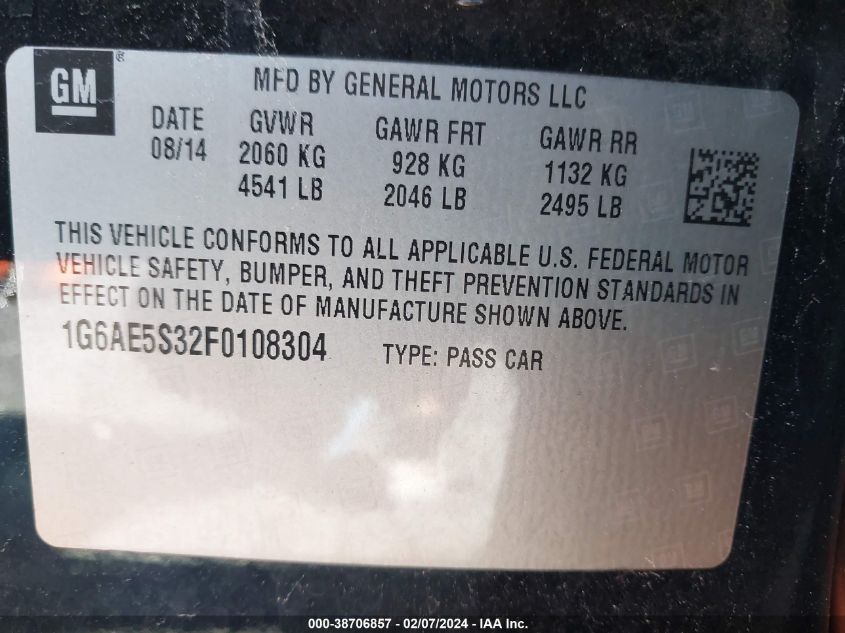 GM ®
MFD BY GENERAL MOTORS LLC
DATE GVWR GAWR FRT GAWR RR
08/14 2060 KG 928 KG 1132 KG
4541 LB 2046 LB 2495 LB
THIS VEHICLE CONFORMS TO ALL APPLICABLE U.S. FEDERAL MOTOR
VEHICLE SAFETY, BUMPER, AND THEFT PREVENTION STANDARDS IN
EFFECT ON THE DATE OF MANUFACTURE SHOWN ABOVE.
1G6AE5S32F0108304 TYPE: PASS CAR
000-38706857 - 02/07/2024 - IAA Inc.